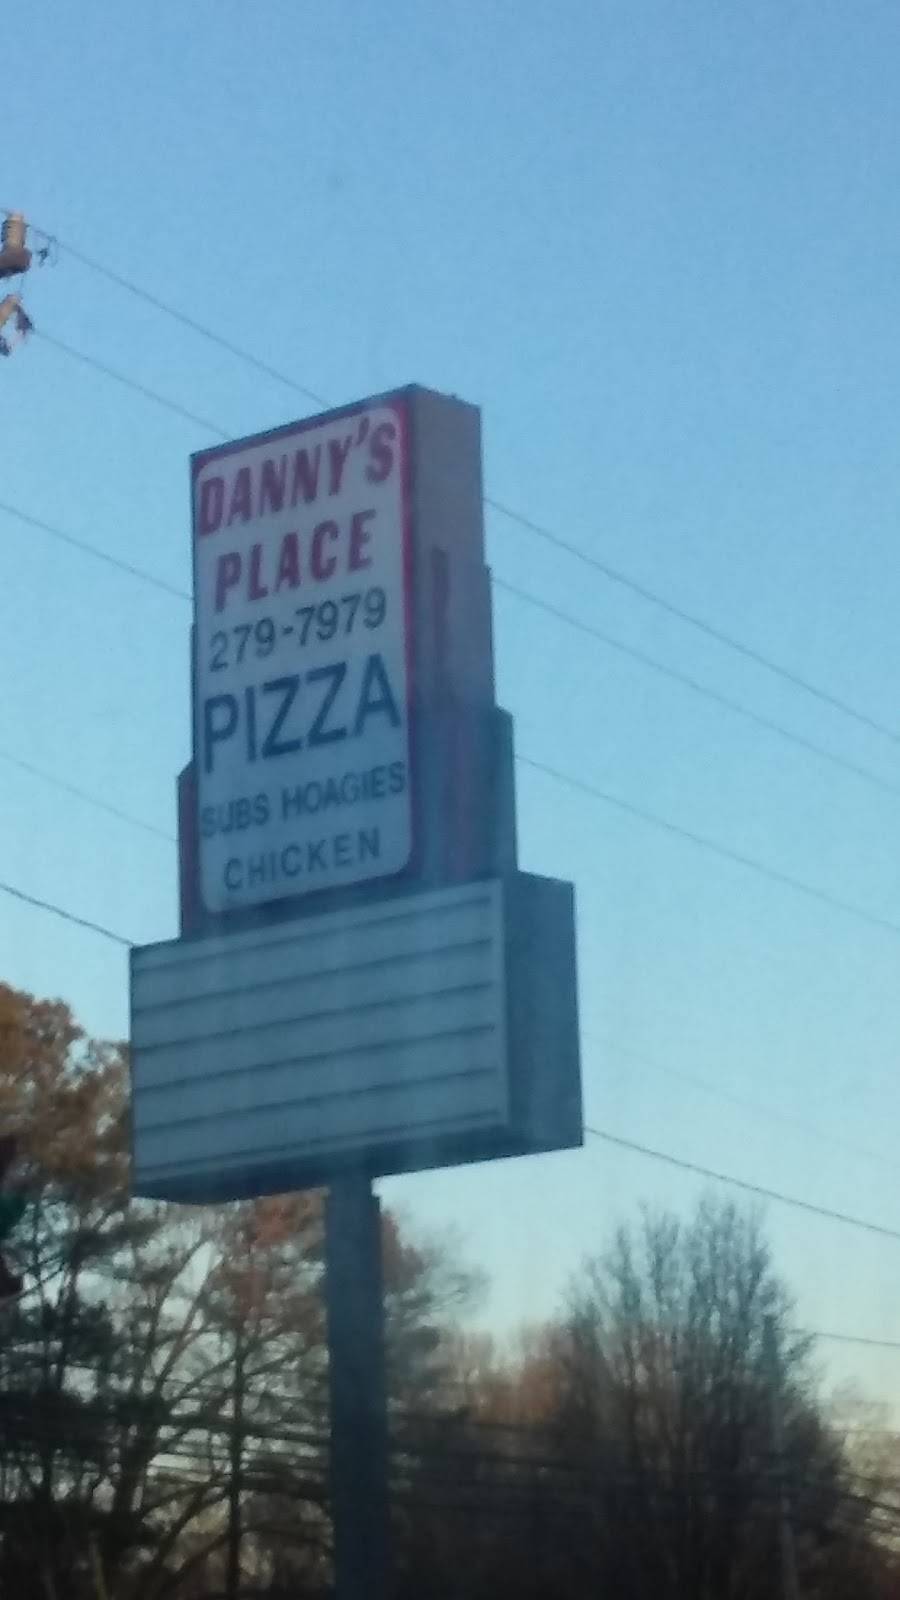 DANNY'S
PLACE
279-7979
PIZZA
SUBS HOAGIES
CHICKEN